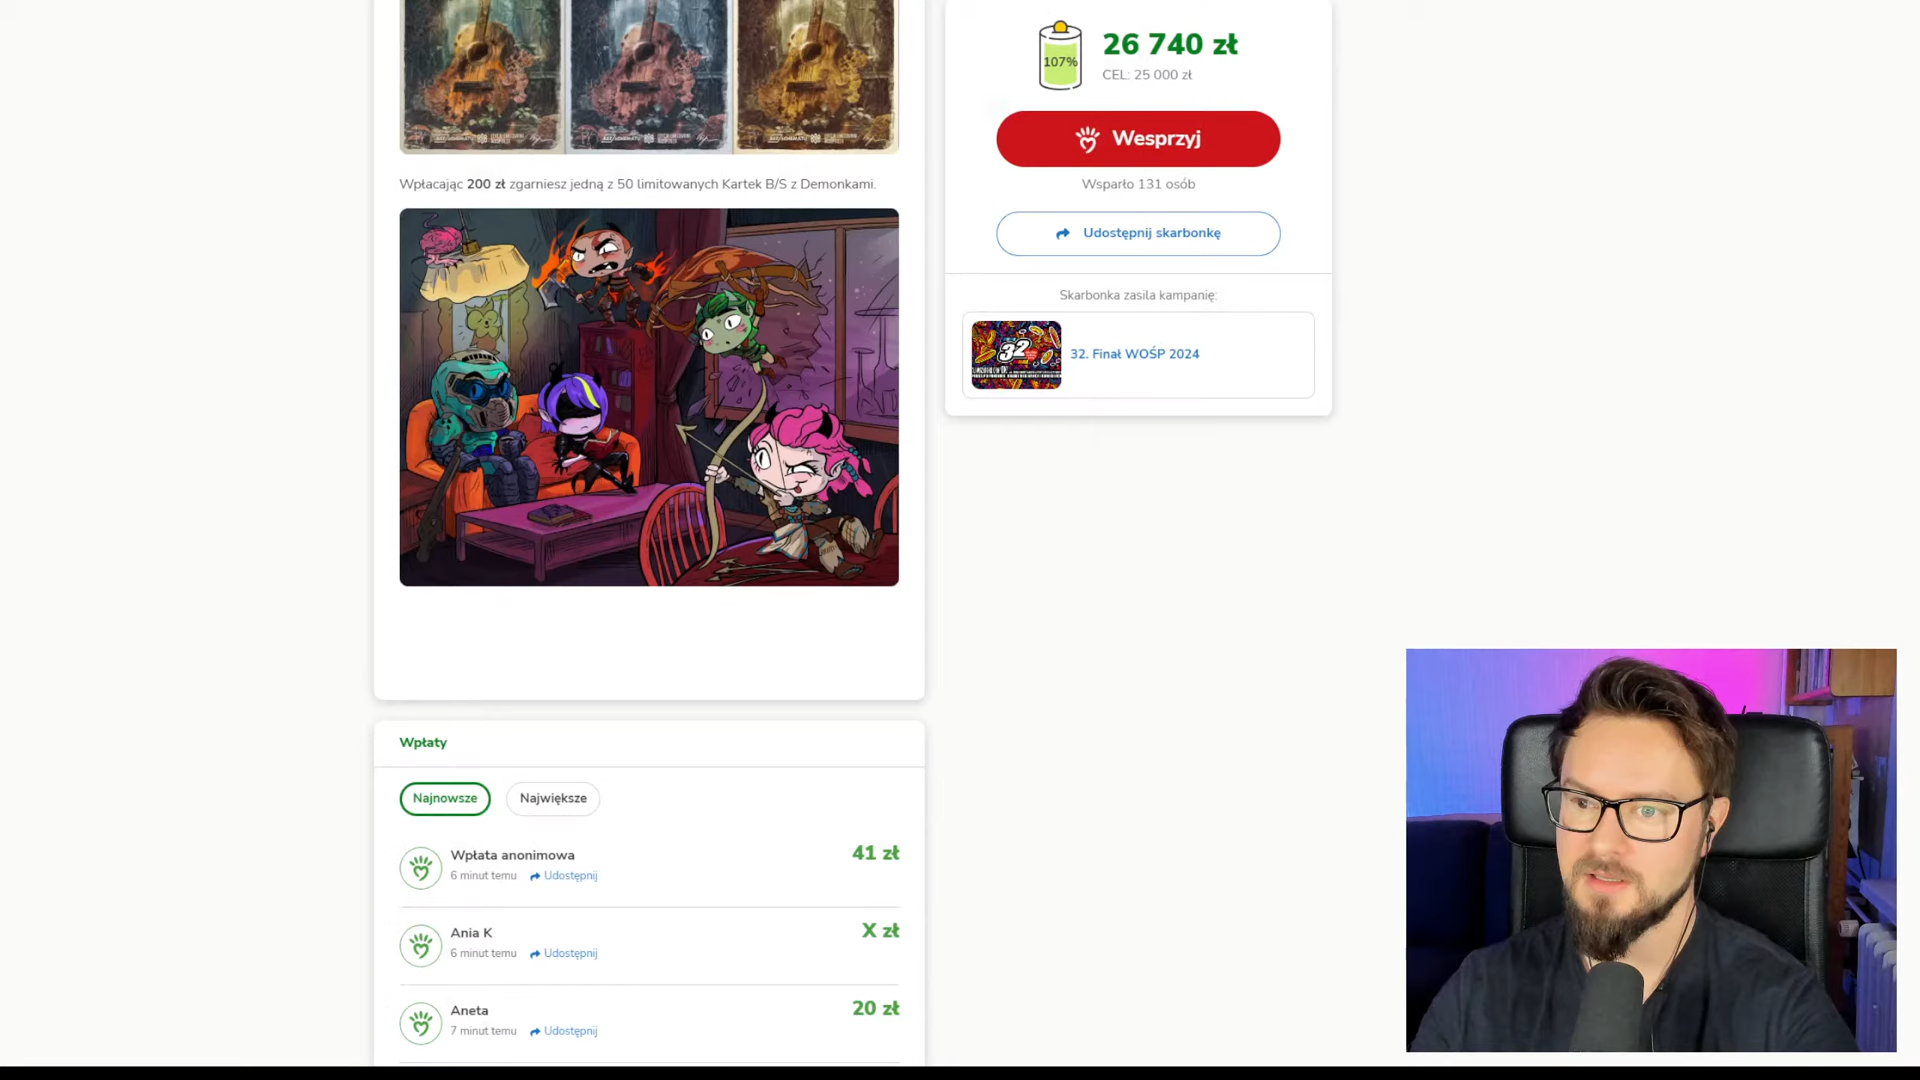 26 740 zł
107%
CEL: 25 000 zł
Wesprzyj
Wpłacając 200 zł zgarniesz jedną z 50 limitowanych Kartek B/S z Demonkami.
Wsparło 131 osób
Udostępnij skarbonkę
Skarbonka zasila kampanię:
32
32. Finał WOŚP 2024
Wpłaty
Najnowsze
Największe
Wpłata anonimowa
41 zł
6 minut temu
Udostępnij
Ania K
X zł
6 minut temu
Udostępnij
Aneta
20 zł
7 minut temu
Udostępnij